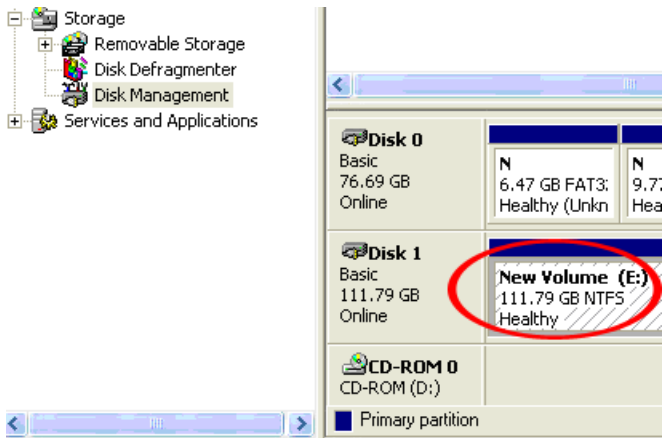 Storage
Removable Storage
Disk Defragmenter
Disk Management
Services and Applications
Disk 0
Basic
76.69 GB
Online
N
6.47 GB FAT3
Healthy (Unkn
N
9.7
Hea
Disk 1
Basic
111.79 GB
Online
New Volume (E:)
111.79 GB NTFS
Healthy
CD-ROM 0
CD-ROM (D:)
Primary partition